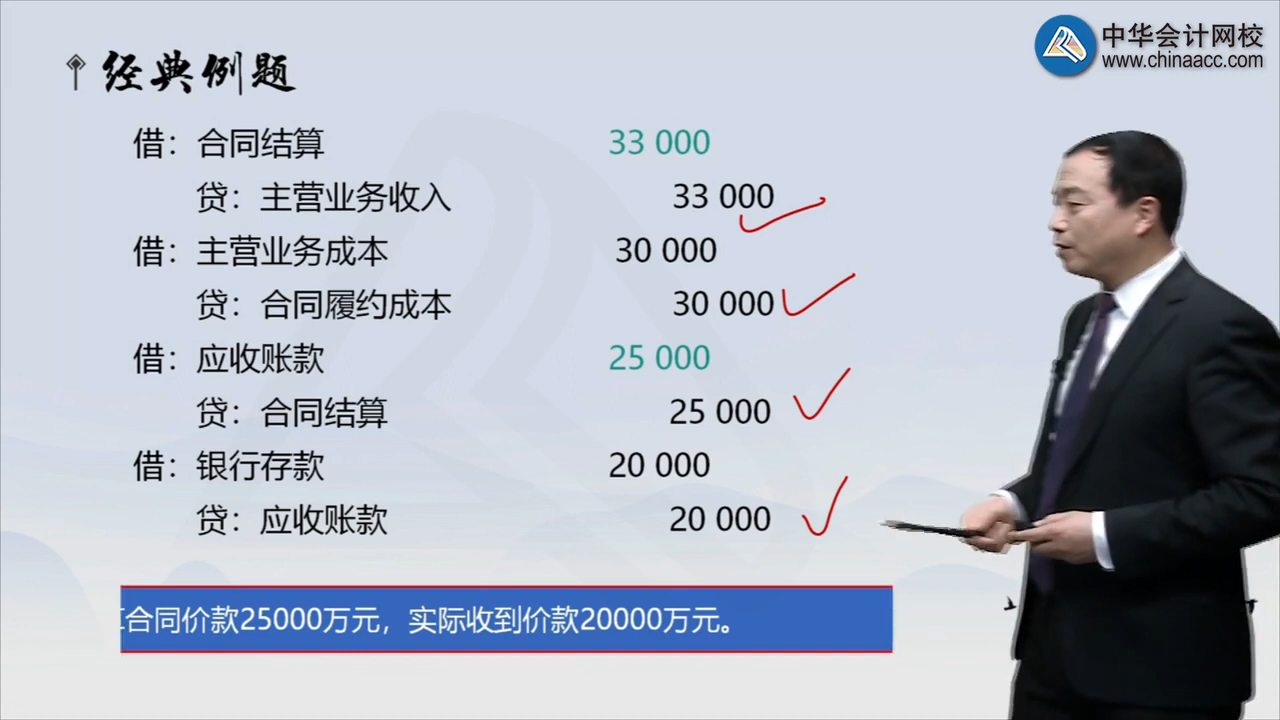 中华会计网校
www.chinaacc.com
经典例题
借：合同结算 33 000
贷：主营业务收入 33 000
借：主营业务成本 30 000
贷：合同履约成本 30 000
借：应收账款 25 000
贷：合同结算 25 000
借：银行存款 20 000
贷：应收账款 20 000
合同价款25000万元，实际收到价款20000万元。